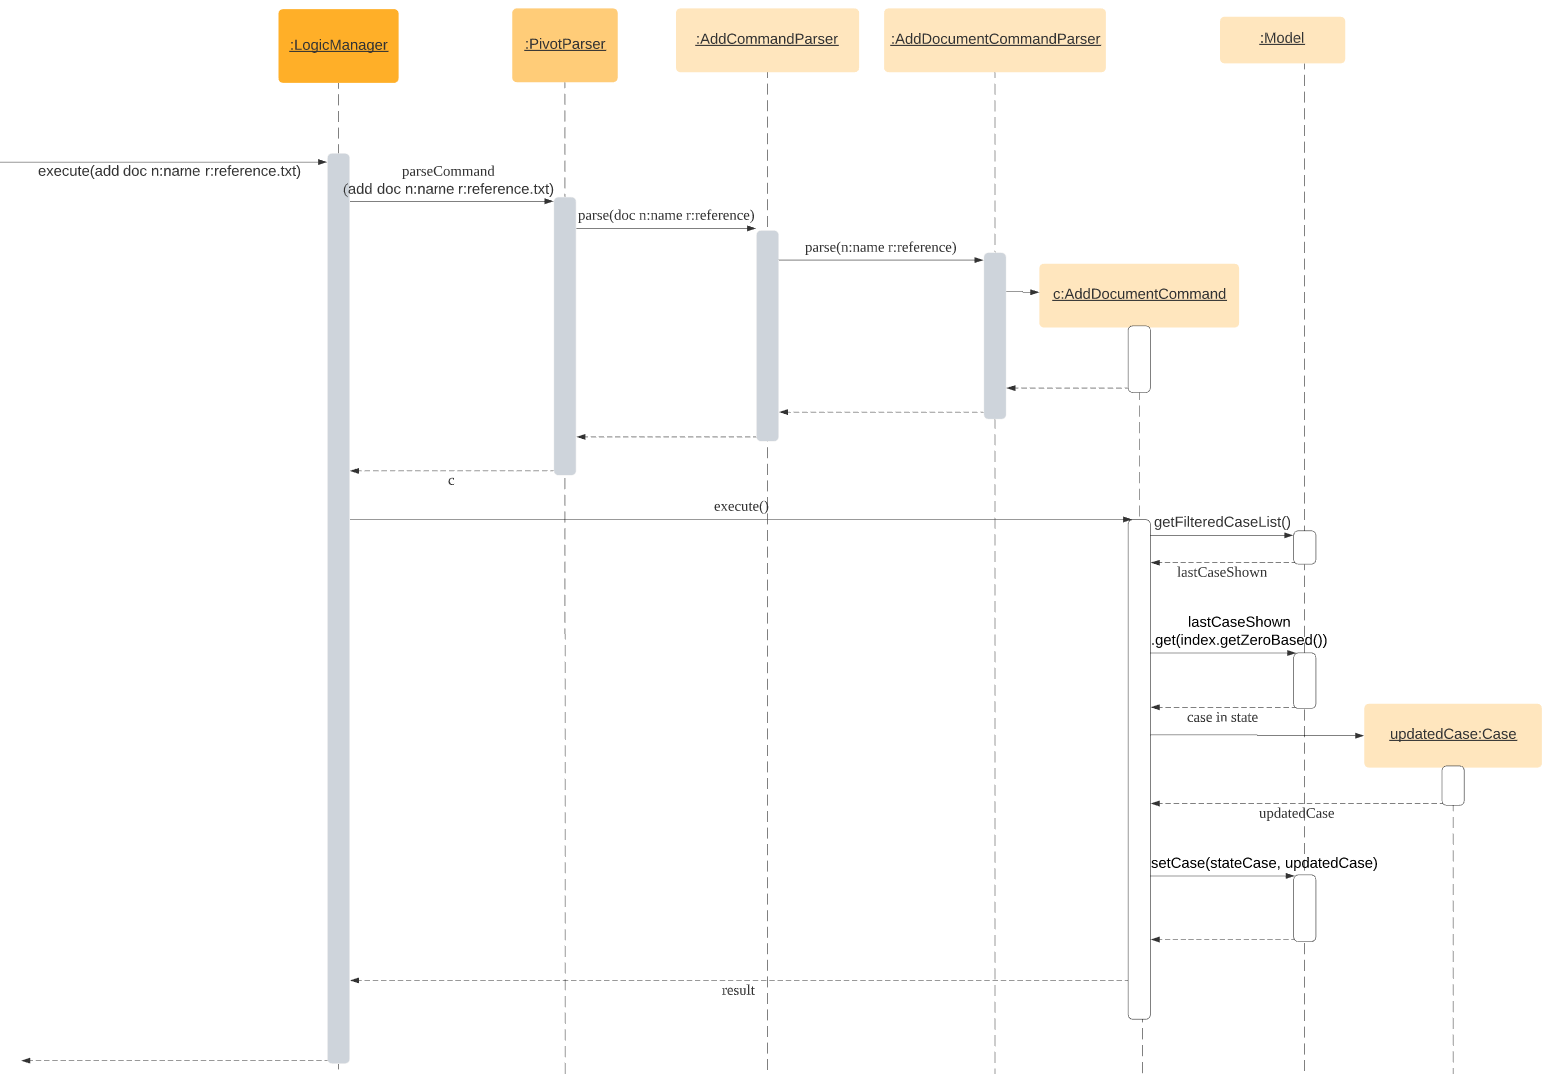 :LogicManager
:PivotParser
:AddCommandParser
:AddDocumentCommandParser
:Model
execute(add doc n:name r:reference.txt)
parseCommand
(add doc n:name r:reference.txt)
parse(doc n:name r:reference)
parse(n:name r:reference)
c:AddDocumentCommand
c
execute()
getFilteredCaseList()
lastCaseShown
lastCaseShown
.get(index.getZeroBased())
case in state
updatedCase:Case
updatedCase
setCase(stateCase, updatedCase)
result